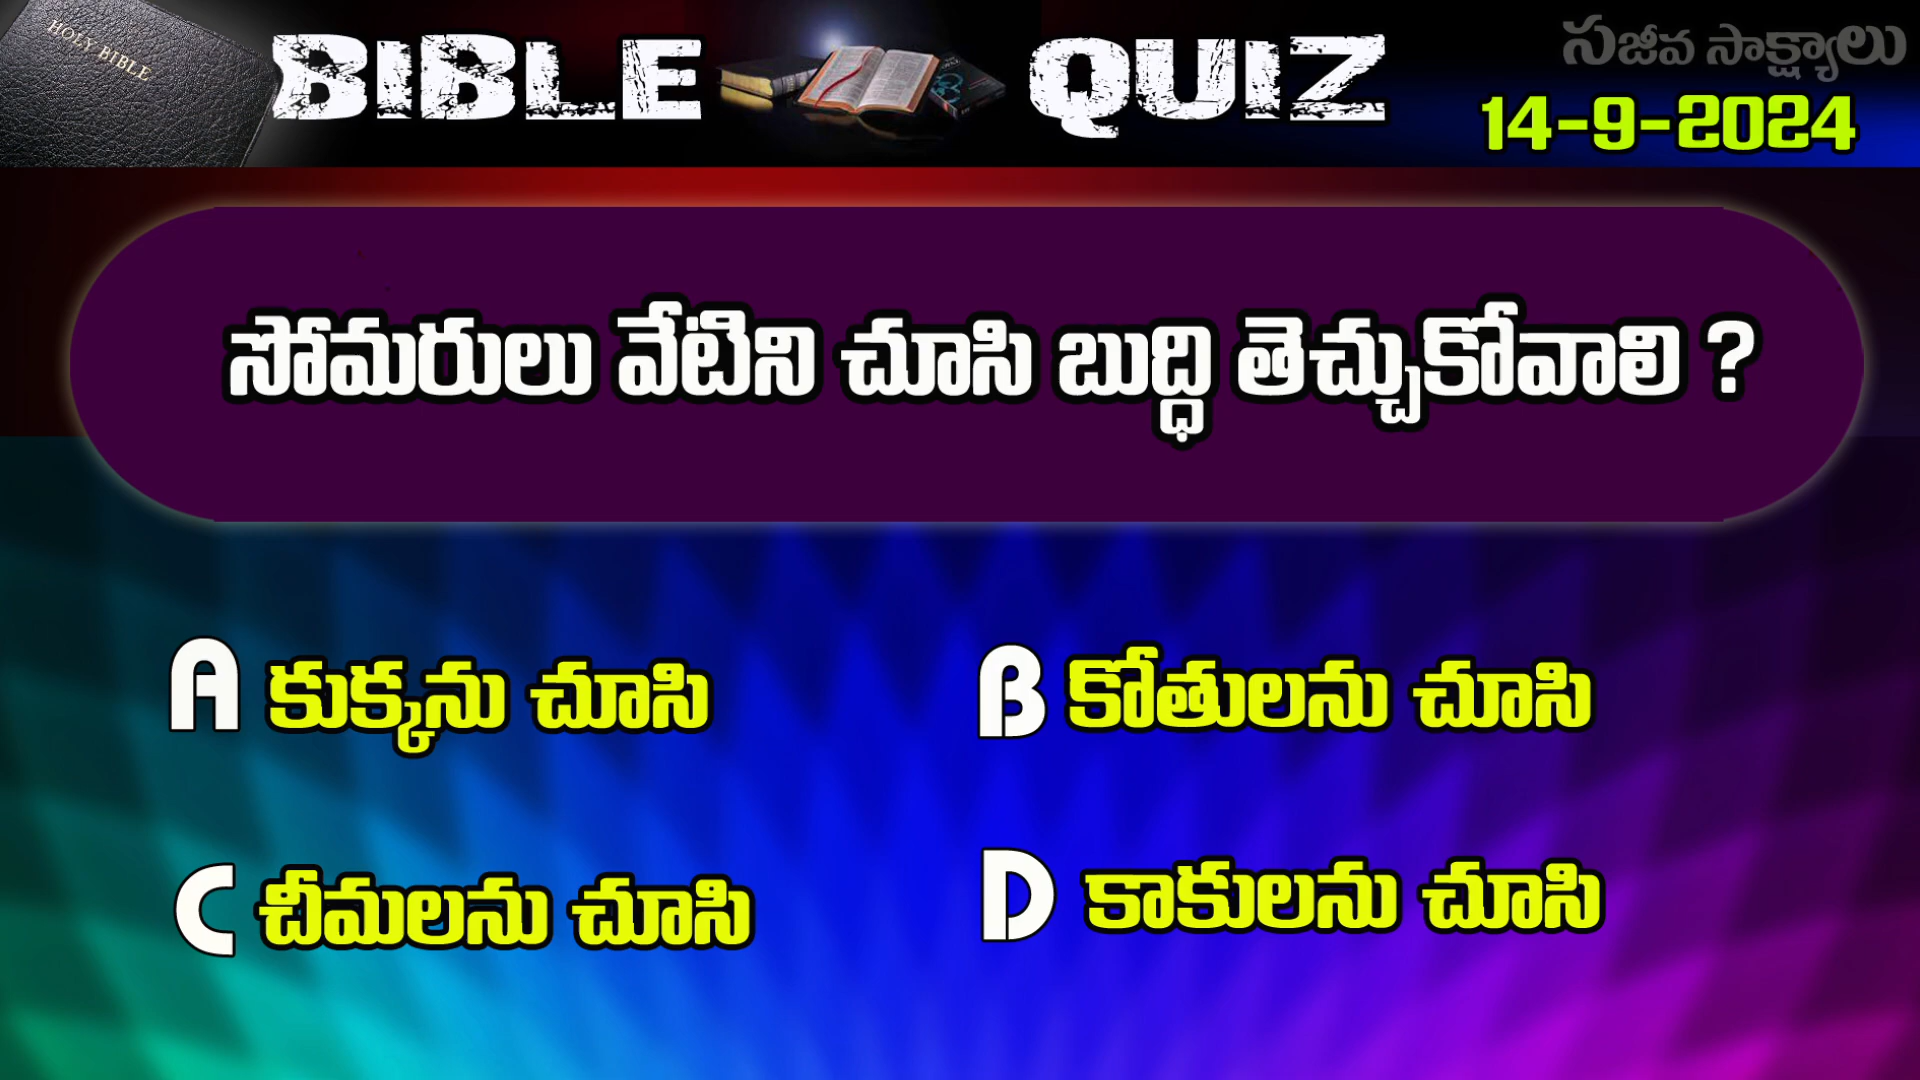 HOLY BIBLE
BIBLE QUIZ
సజీవ సాక్ష్యాలు
14-9-2024
సోమరులు వేటిని చూసి బుద్ధి తెచ్చుకోవాలి ?
A కుక్కను చూసి
B కోతులను చూసి
C చీమలను చూసి
D కాకులను చూసి